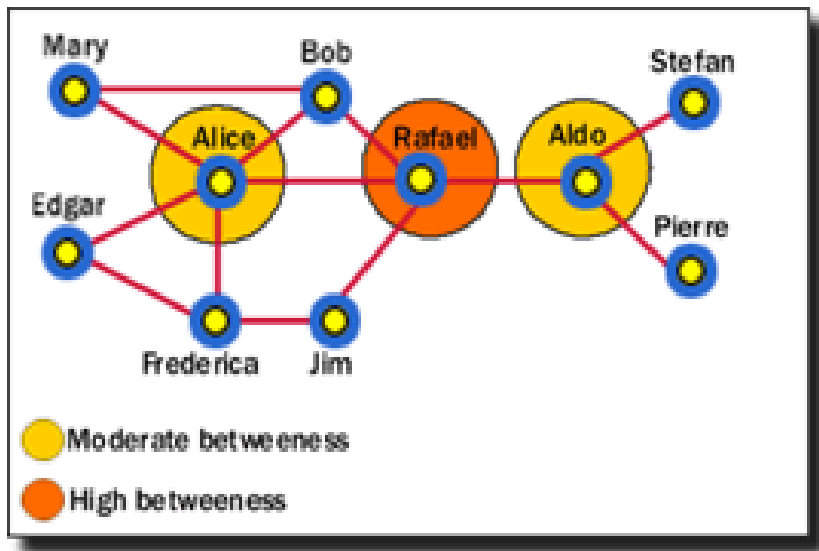 Mary
Bob
Stefan
Alice
Rafael
Aldo
Edgar
Pierre
Frederica
Jim
Moderate betweeness
High betweeness